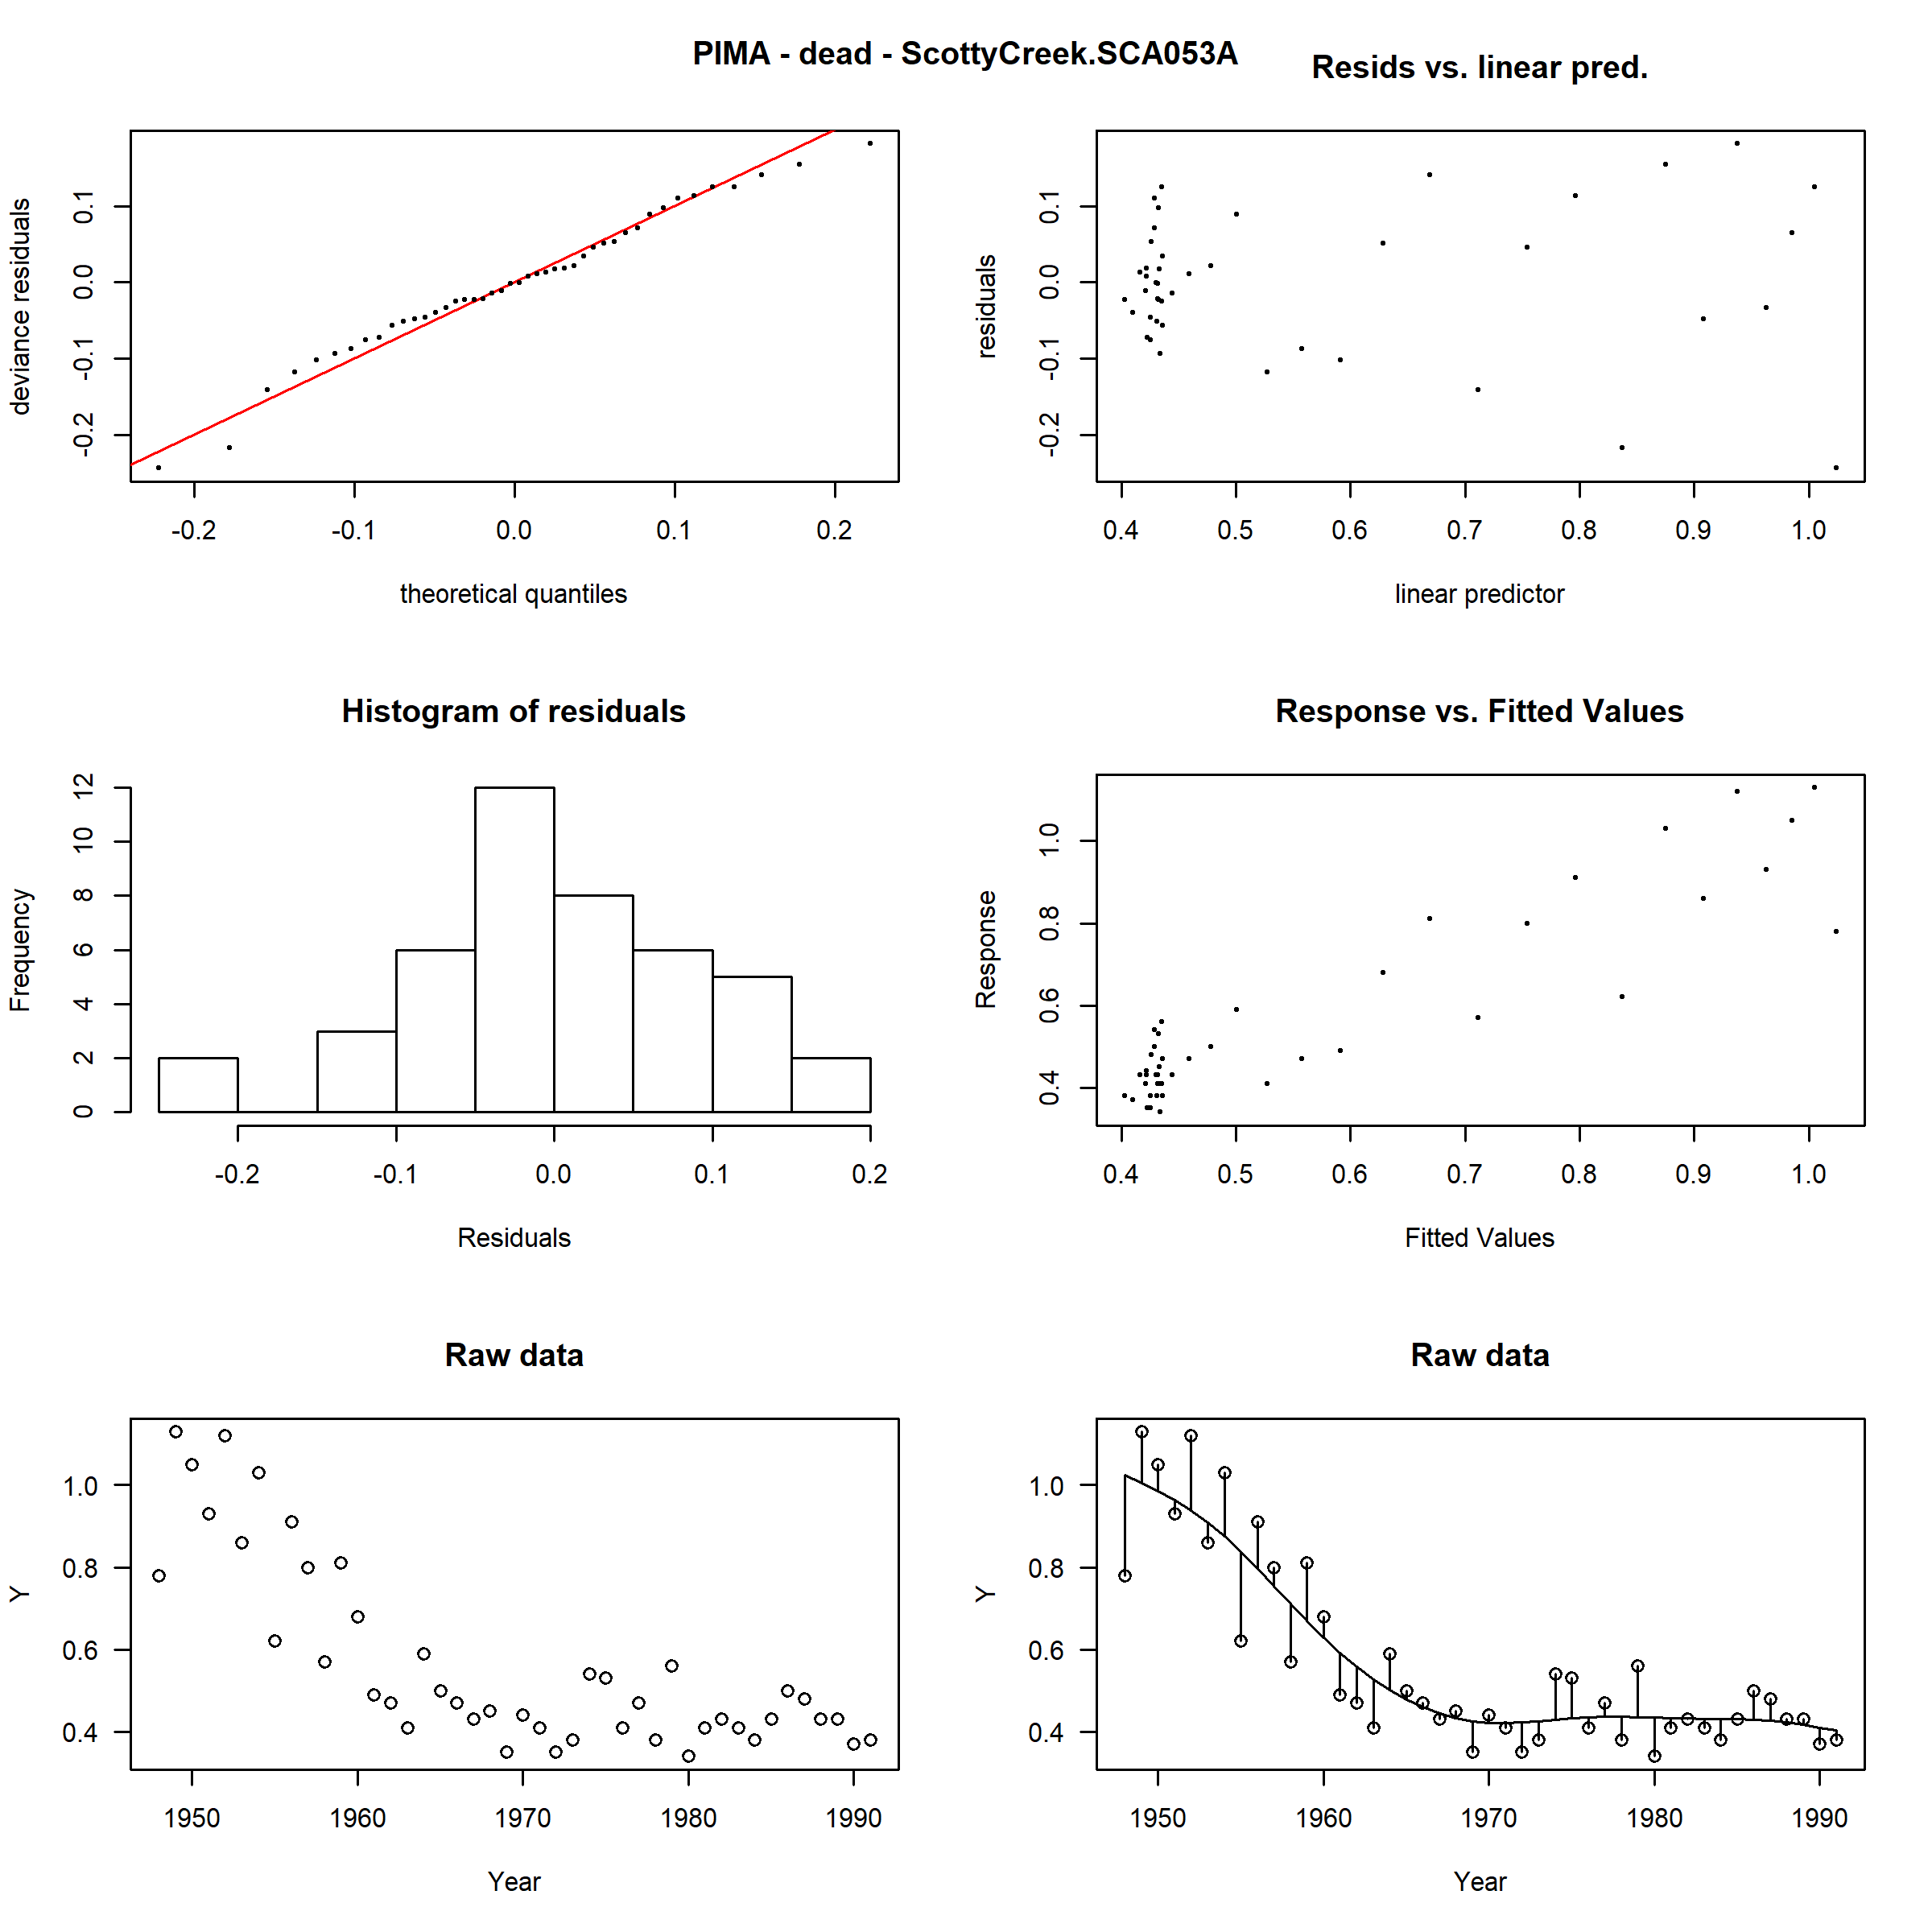 PIMA - dead - ScottyCreek.SCA053A
Resids vs. linear pred.
deviance residuals
-0.2 -0.1 0.0 0.1
-0.2 -0.1 0.0 0.1 0.2
theoretical quantiles
residuals
-0.2 -0.1 0.0 0.1
0.4 0.5 0.6 0.7 0.8 0.9 1.0
linear predictor
Histogram of residuals
Frequency
0 2 4 6 8 10 12
-0.2 -0.1 0.0 0.1 0.2
Residuals
Response vs. Fitted Values
Response
0.4 0.6 0.8 1.0
0.4 0.5 0.6 0.7 0.8 0.9 1.0
Fitted Values
Raw data
Y
1.0
0.8
0.6
0.4
1950 1960 1970 1980 1990
Year
Raw data
Y
1.0
0.8
0.6
0.4
1950 1960 1970 1980 1990
Year